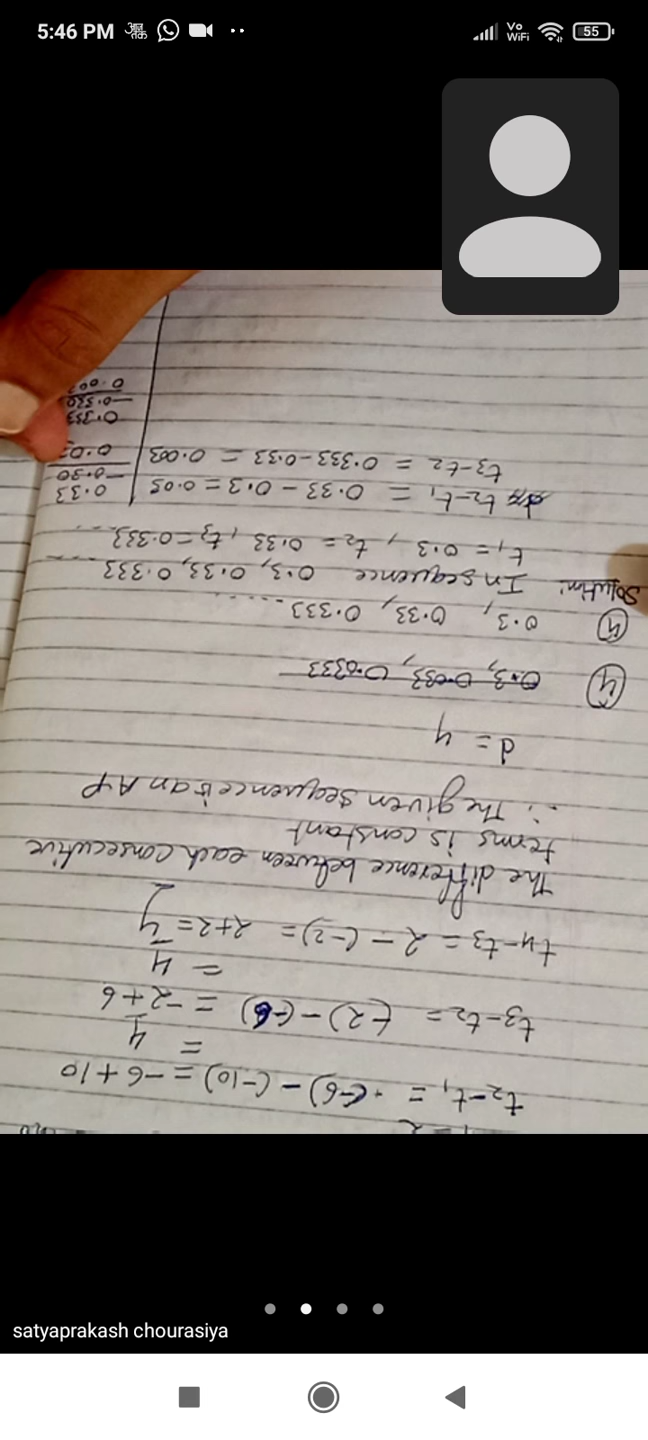 5:46 PM
Vo
WiFi
55
t2-t1 = (-6) - (-10) = -6+10
= 4
t3-t2 = (-2) - (-6) = -2+6
= 4
t4-t3 = 2 - (-2) = 2+2 = 4
The difference between each consecutive
terms is constant
∴ The given sequence is an A.P
d = 4
④ 0.3, 0.033, 0.0333
④ 0.3, 0.33, 0.333......
Solution: In sequence 0.3, 0.33, 0.333
t1 = 0.3, t2 = 0.33, t3 = 0.333....
t2-t1 = 0.33 - 0.3 = 0.03
t3-t2 = 0.333 - 0.33 = 0.003
0.33
-0.30
0.03
0.333
-0.330
0.003
satyaprakash chourasiya